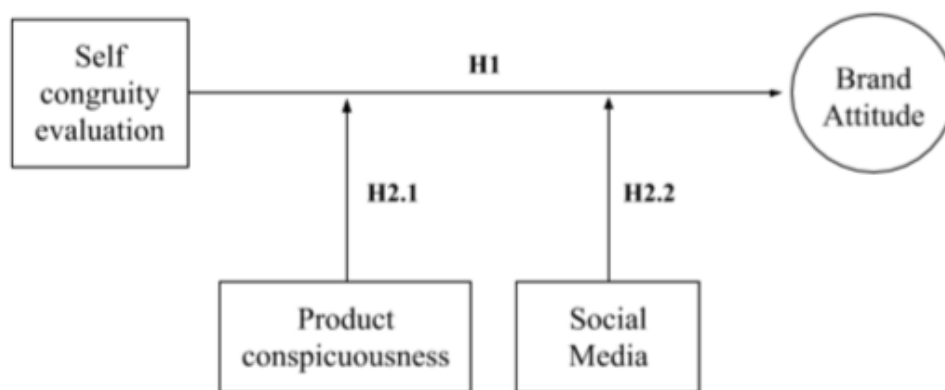 Self
congruity
evaluation
H1
Brand
Attitude
H2.1
H2.2
Product
conspicuousness
Social
Media